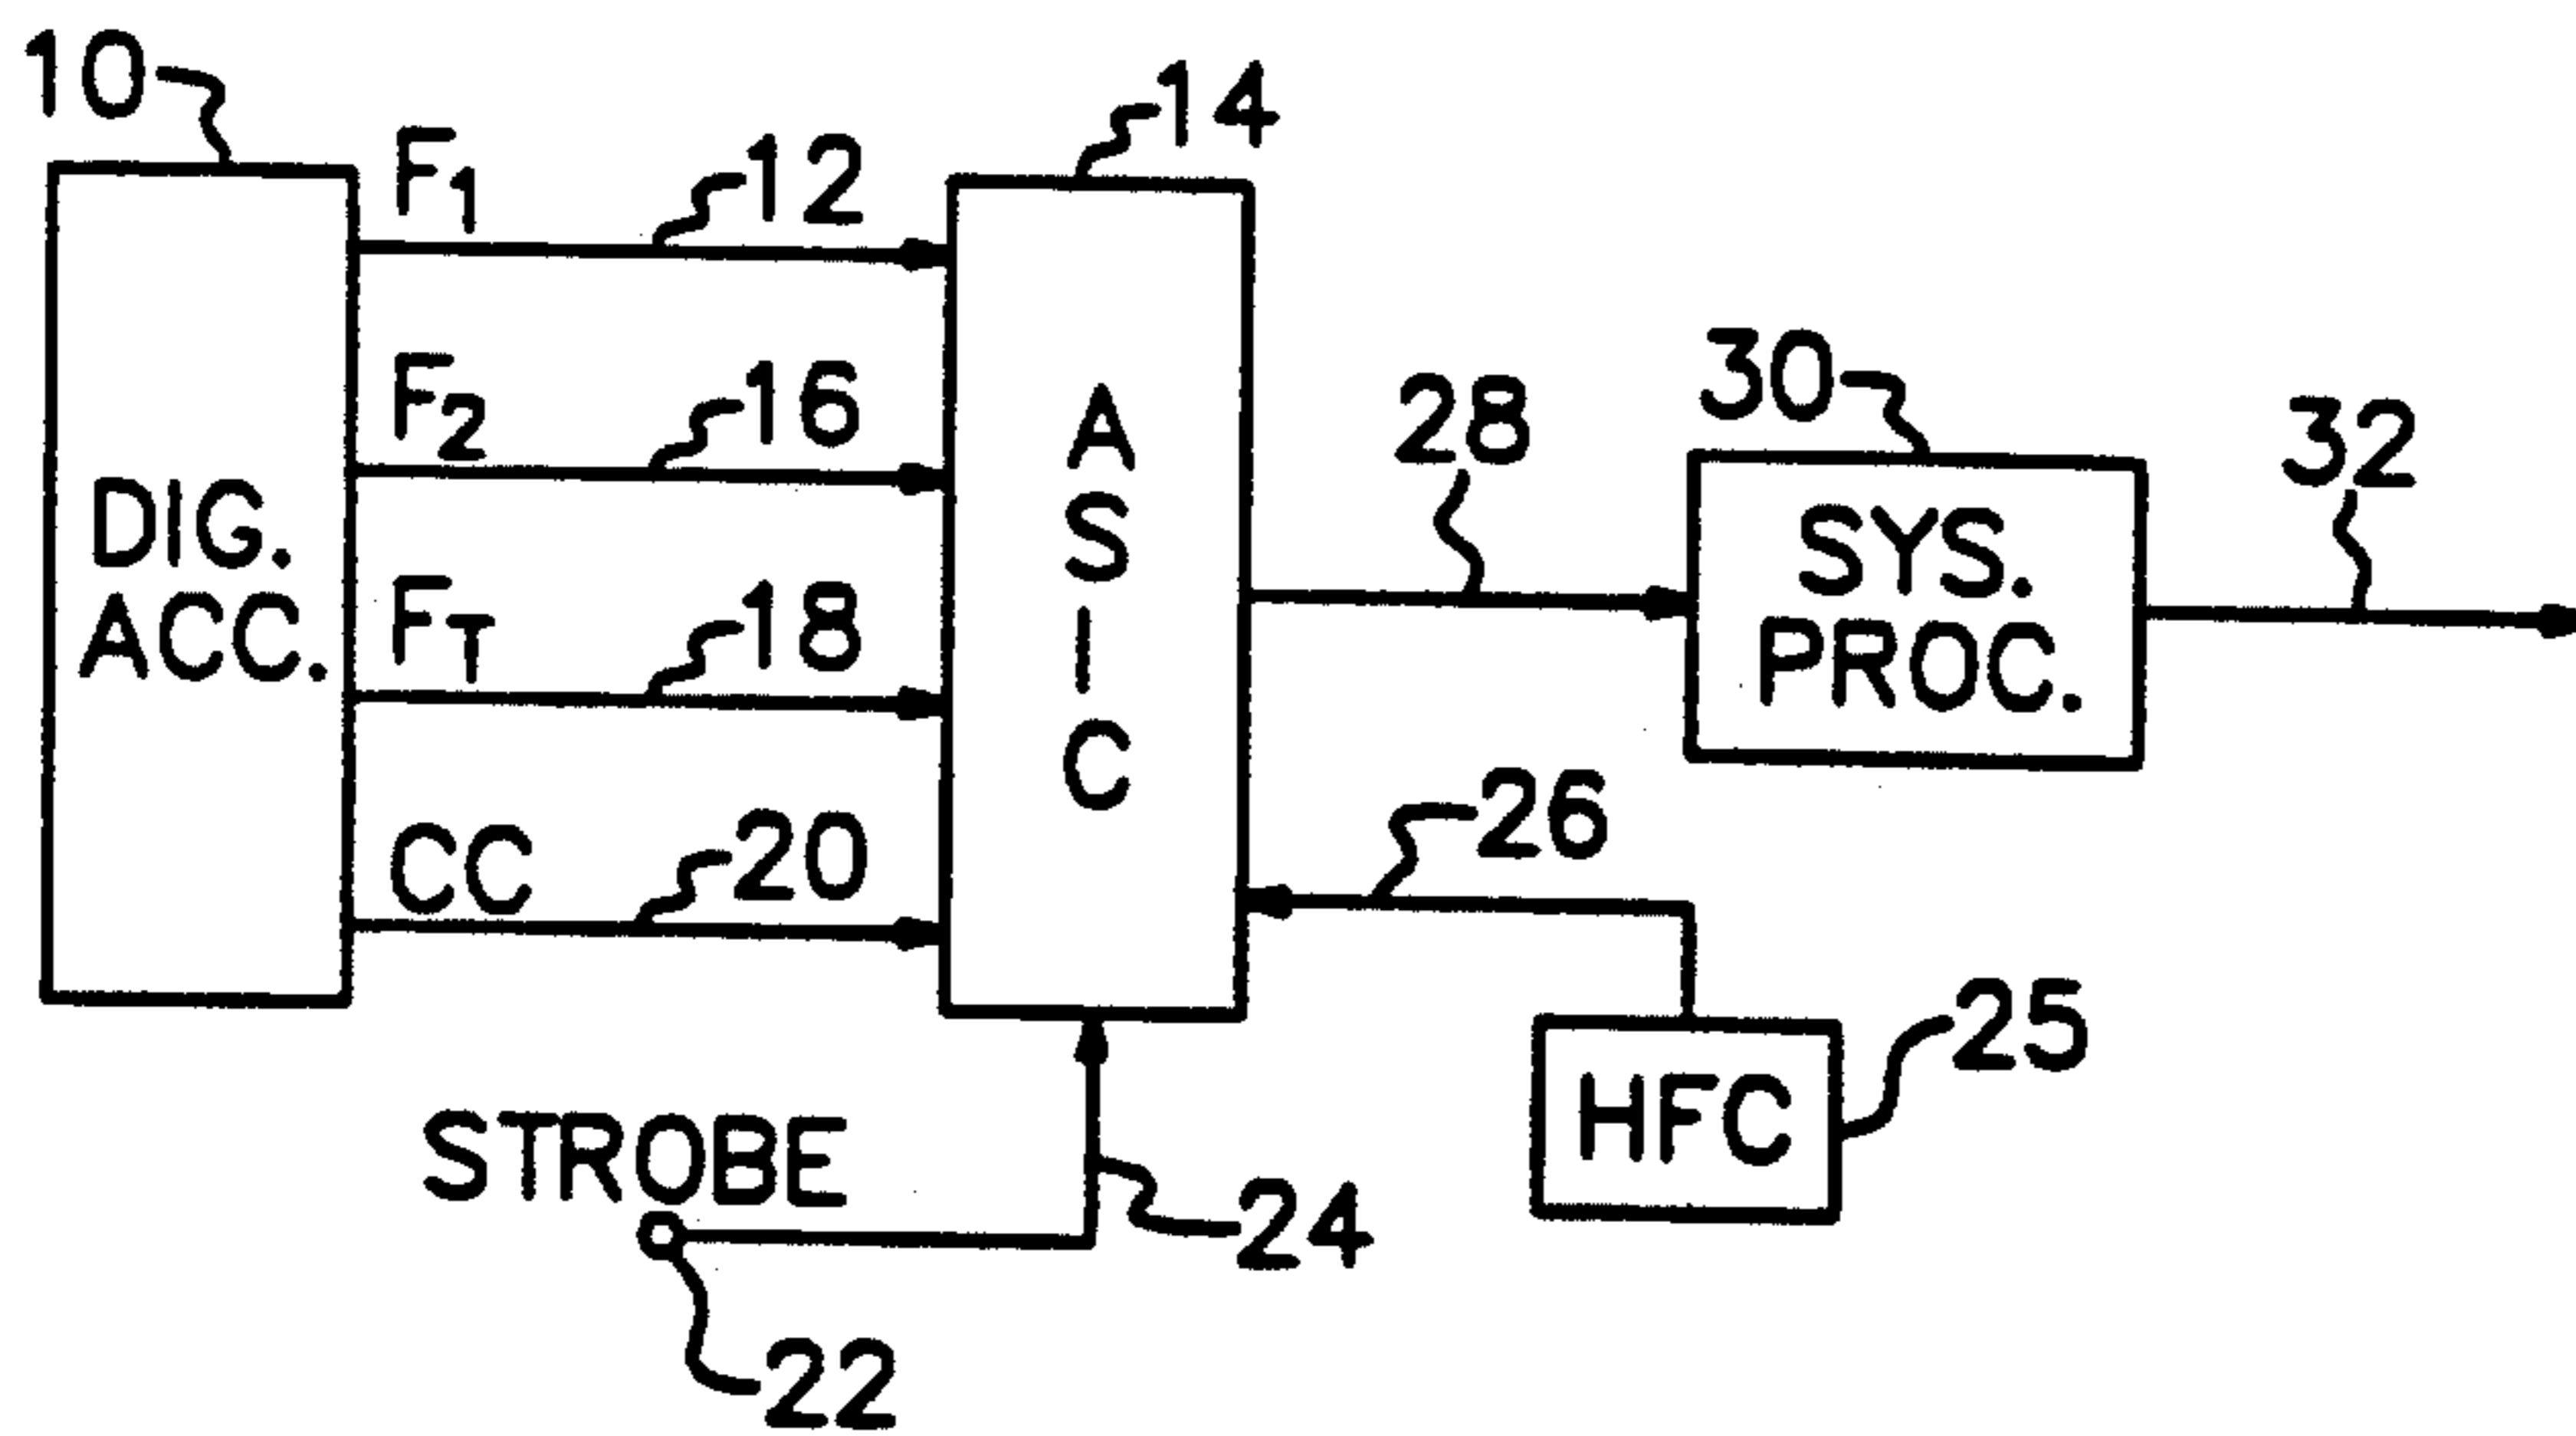 10
14
F1
12
F2
16
30
28
32
DIG.
ACC.
FT
18
ASIC
SYS.
PROC.
CC
20
26
25
HFC
STROBE
24
22